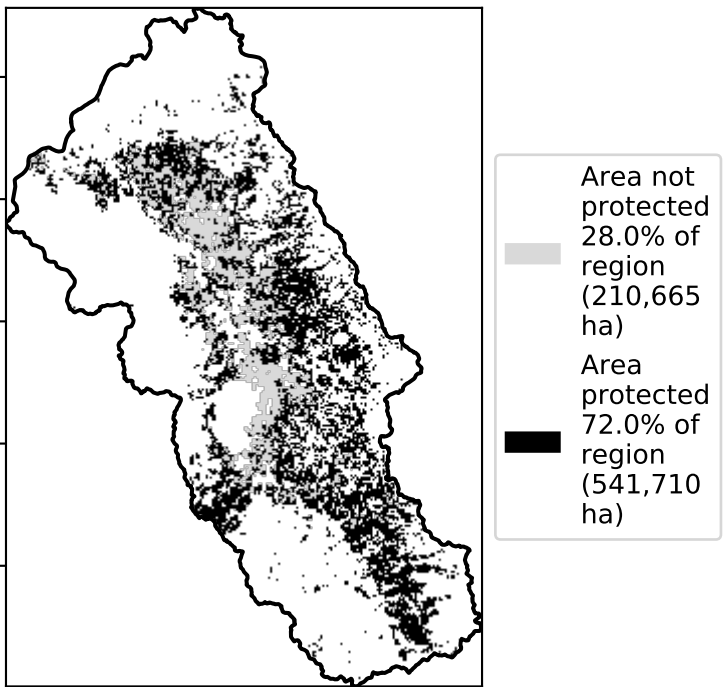 Area not
protected
28.0% of
region
(210,665
ha)
Area
protected
72.0% of
region
(541,710
ha)